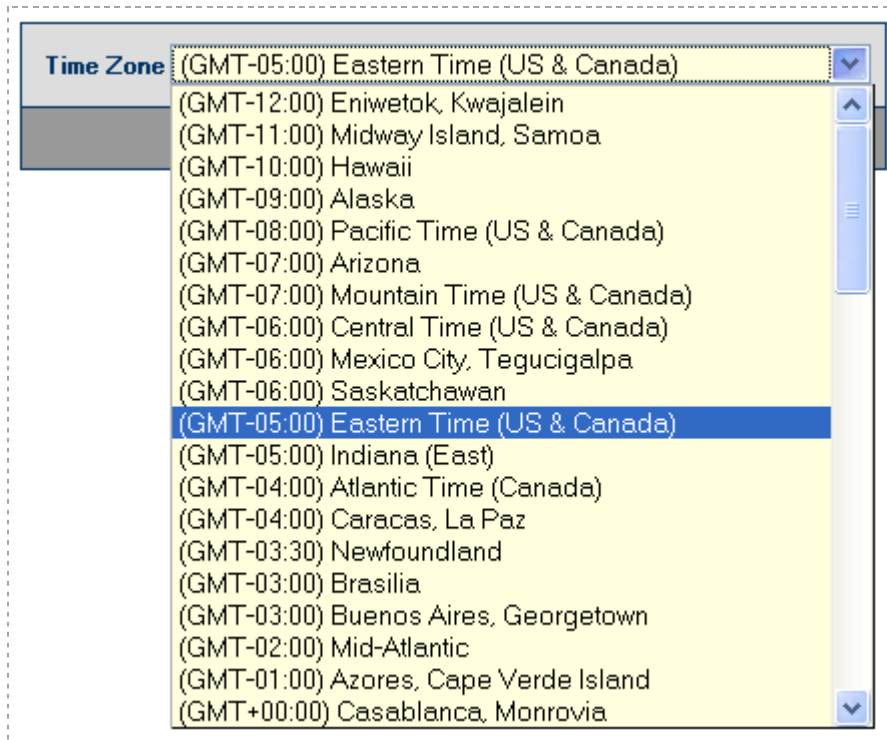 Time Zone (GMT-05:00) Eastern Time (US & Canada)
(GMT-12:00) Eniwetok, Kwajalein
(GMT-11:00) Midway Island, Samoa
(GMT-10:00) Hawaii
(GMT-09:00) Alaska
(GMT-08:00) Pacific Time (US & Canada)
(GMT-07:00) Arizona
(GMT-07:00) Mountain Time (US & Canada)
(GMT-06:00) Central Time (US & Canada)
(GMT-06:00) Mexico City, Tegucigalpa
(GMT-06:00) Saskatchawan
(GMT-05:00) Eastern Time (US & Canada)
(GMT-05:00) Indiana (East)
(GMT-04:00) Atlantic Time (Canada)
(GMT-04:00) Caracas, La Paz
(GMT-03:30) Newfoundland
(GMT-03:00) Brasilia
(GMT-03:00) Buenos Aires, Georgetown
(GMT-02:00) Mid-Atlantic
(GMT-01:00) Azores, Cape Verde Island
(GMT+00:00) Casablanca, Monrovia